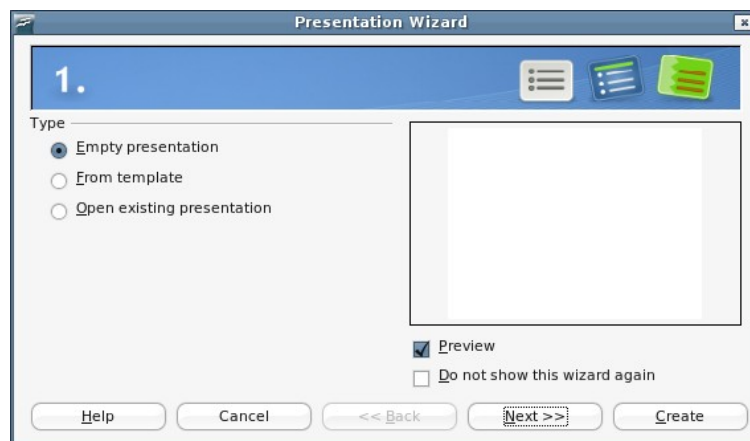 Presentation Wizard
1.
Type
Empty presentation
From template
Open existing presentation
Preview
Do not show this wizard again
Help Cancel << Back Next >> Create